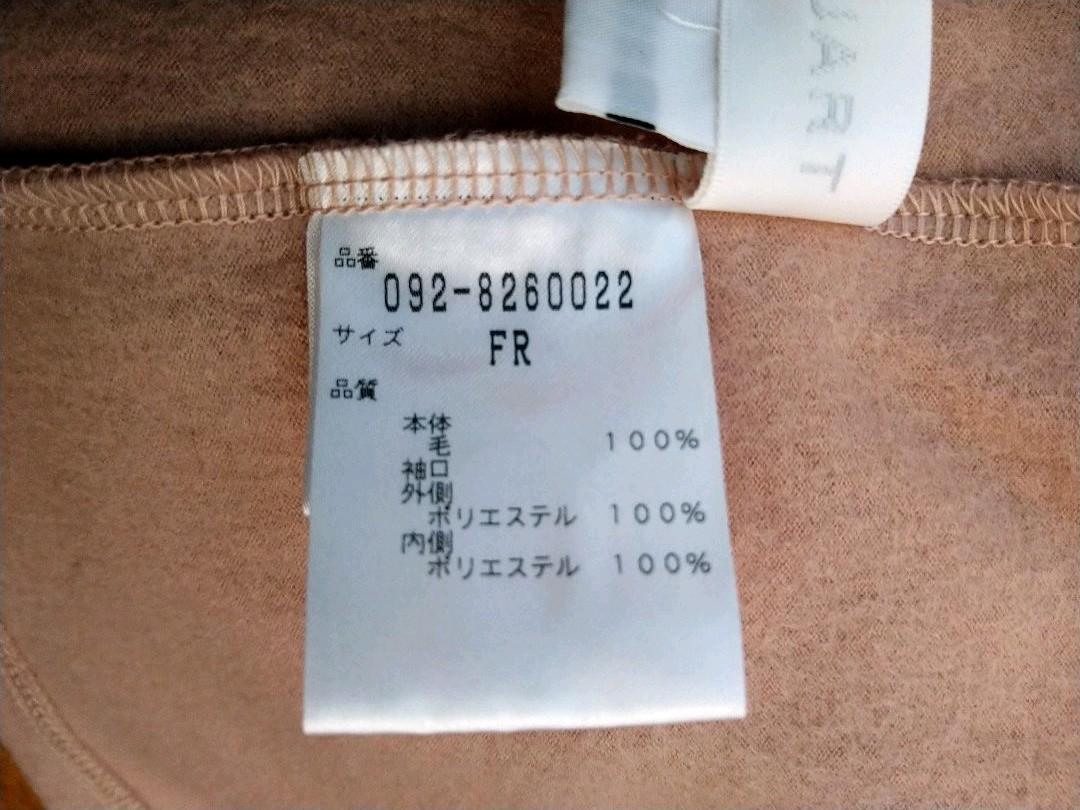 品番
092-8260022
サイズ FR
品質
本体
毛 100%
袖口
外側
ポリエステル 100%
内側
ポリエステル 100%